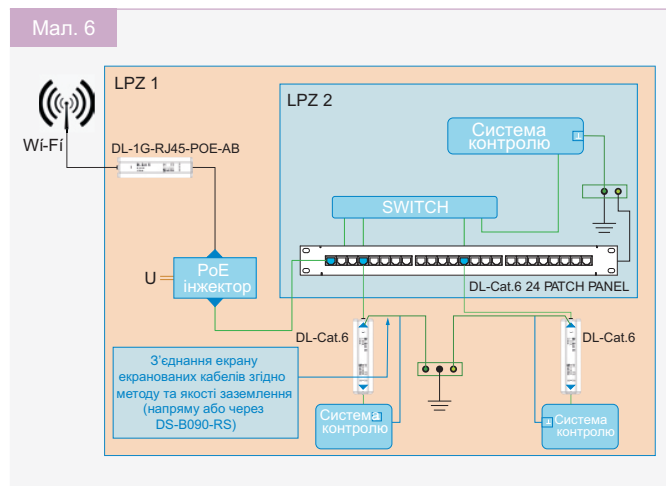 Мал. 6
LPZ 1
LPZ 2
Wí-Fí
DL-1G-RJ45-POE-AB
Система
контролю
SWITCH
U
PoE
інжектор
DL-Cat.6 24 PATCH PANEL
DL-Cat.6
DL-Cat.6
З’єднання екрану
екранованих кабелів згідно
методу та якості заземлення
(напряму або через
DS-B090-RS)
Система
контролю
Система
контролю